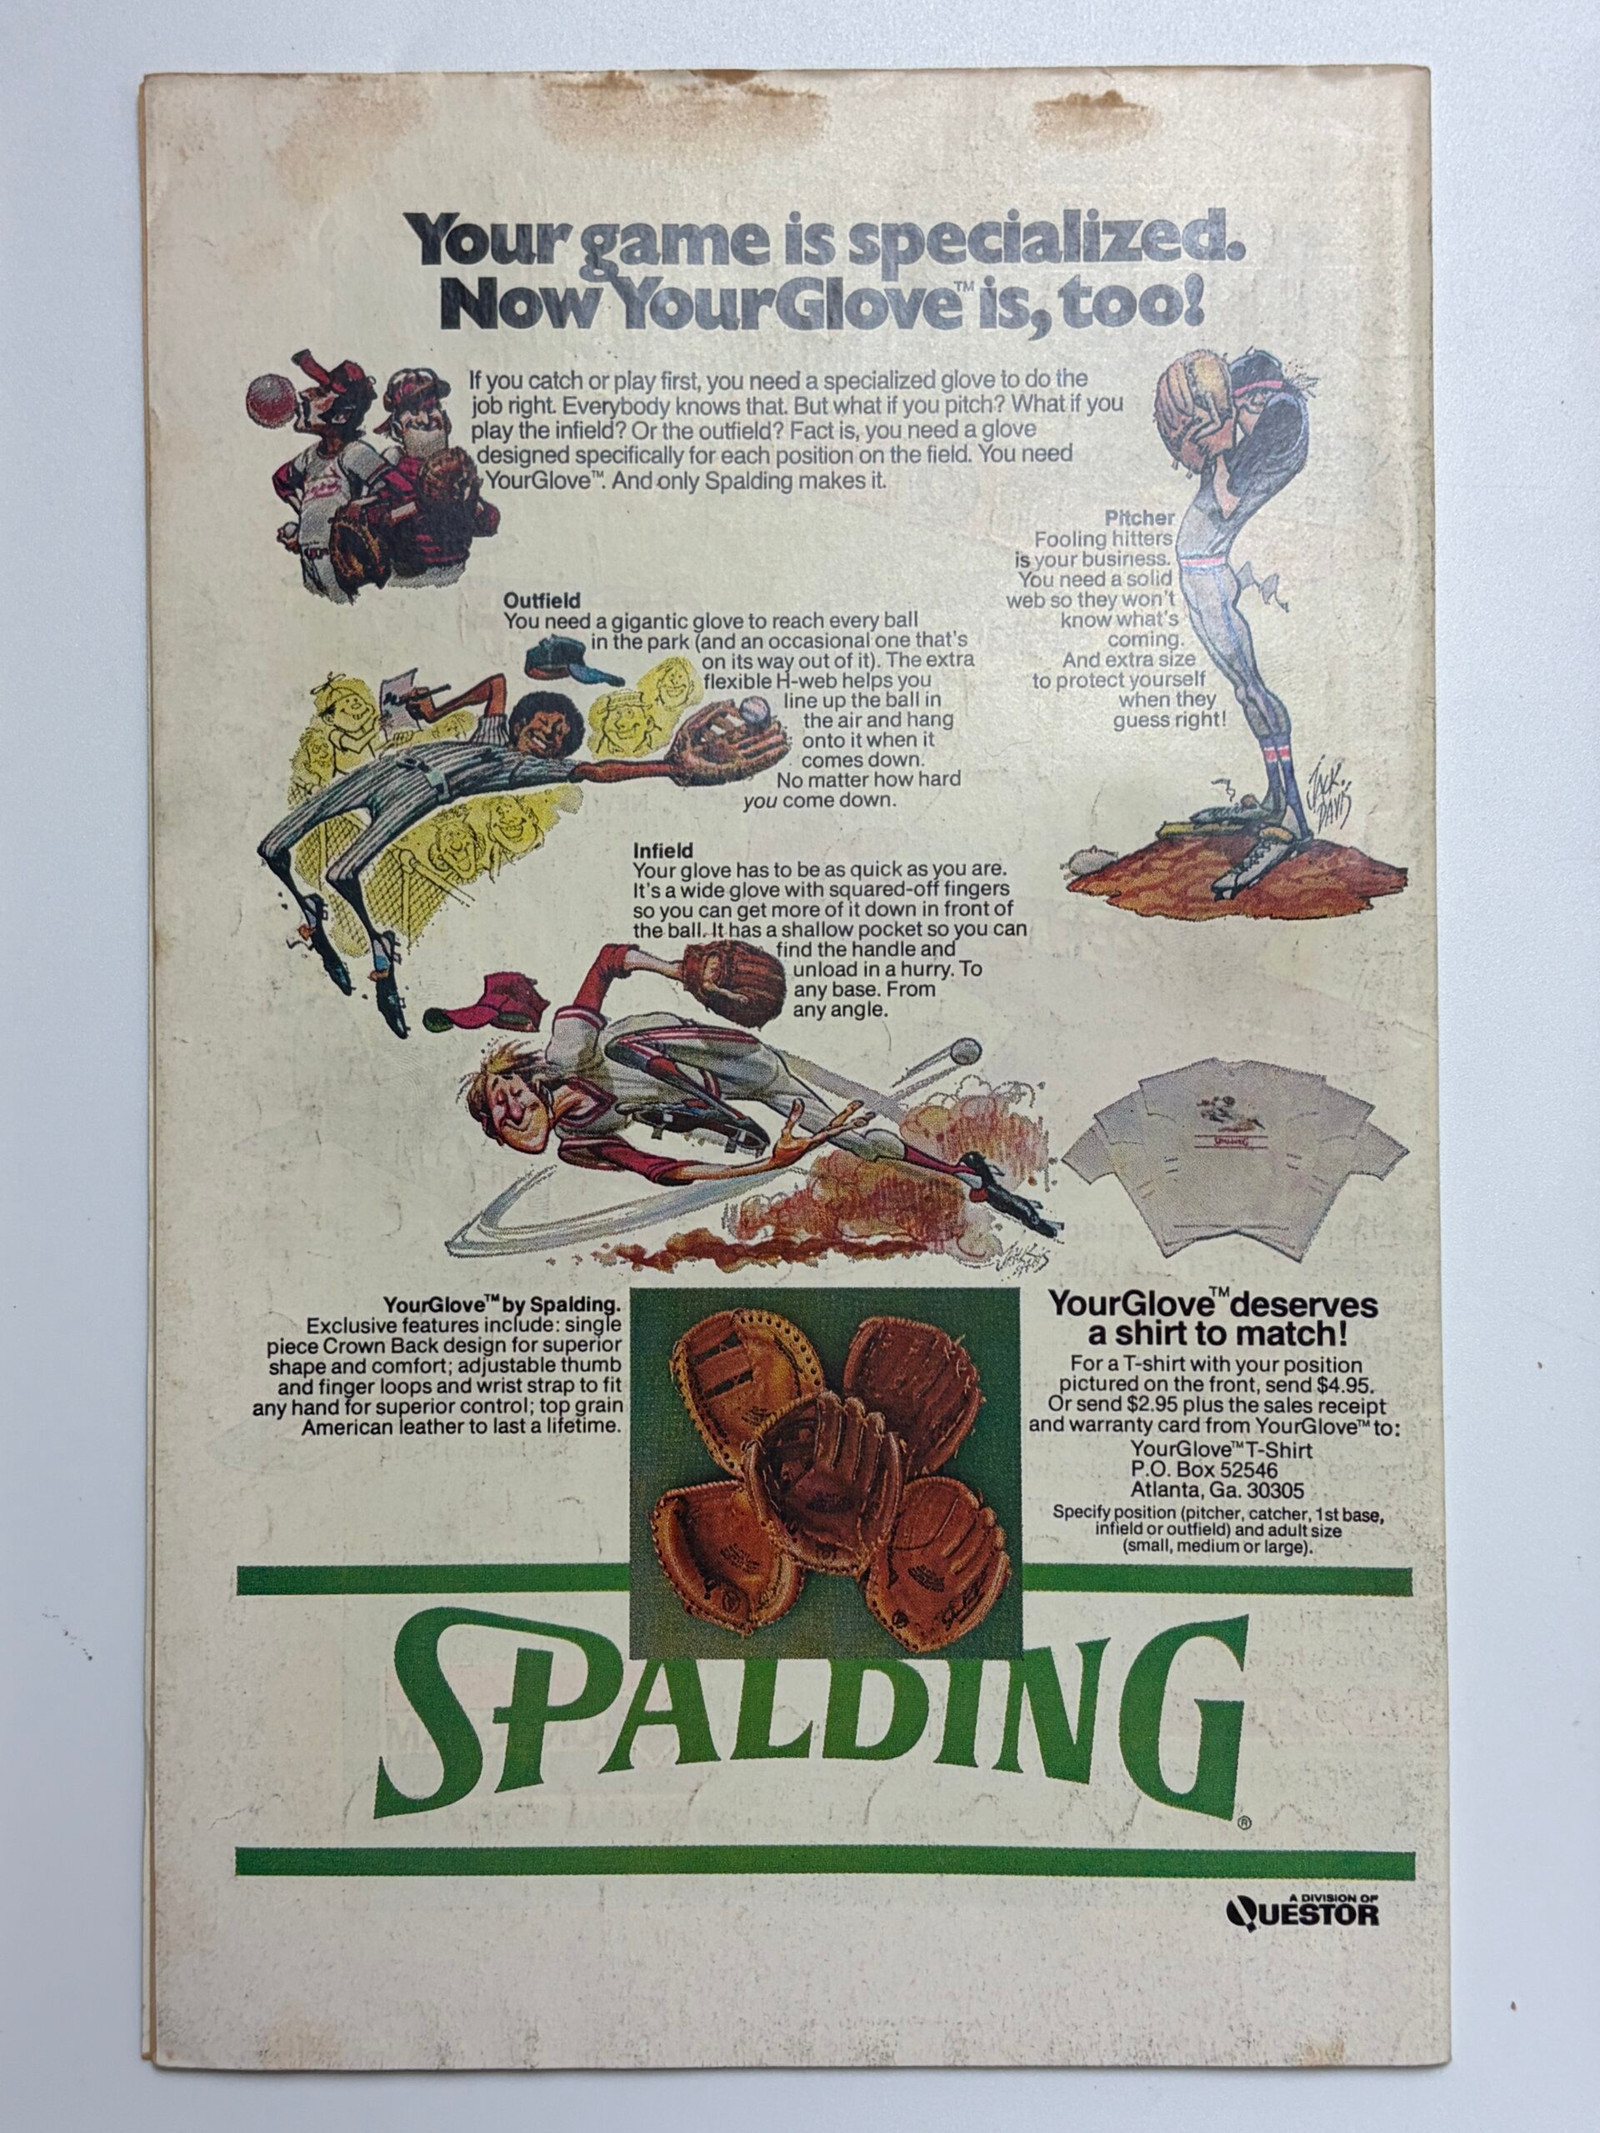 Your game is specialized.
Now YourGlove™ is, too!
If you catch or play first, you need a specialized glove to do the
job right. Everybody knows that. But what if you pitch? What if you
play the infield? Or the outfield? Fact is, you need a glove
designed specifically for each position on the field. You need
YourGlove™. And only Spalding makes it.
Pitcher
Fooling hitters
is your business.
You need a solid
web so they won't
know what's
coming.
And extra size
to protect yourself
when they
guess right!
JACK
DAVIS
Outfield
You need a gigantic glove to reach every ball
in the park (and an occasional one that's
on its way out of it). The extra
flexible H-web helps you
line up the ball in
the air and hang
onto it when it
comes down.
No matter how hard
you come down.
Infield
Your glove has to be as quick as you are.
It's a wide glove with squared-off fingers
so you can get more of it down in front of
the ball. It has a shallow pocket so you can
find the handle and
unload in a hurry. To
any base. From
any angle.
JACK
DAVIS
SPALDING
YourGlove™ by Spalding.
Exclusive features include: single
piece Crown Back design for superior
shape and comfort; adjustable thumb
and finger loops and wrist strap to fit
any hand for superior control; top grain
American leather to last a lifetime.
YourGlove™ deserves
a shirt to match!
For a T-shirt with your position
pictured on the front, send $4.95.
Or send $2.95 plus the sales receipt
and warranty card from YourGlove™ to:
YourGlove™ T-Shirt
P.O. Box 52546
Atlanta, Ga. 30305
Specify position (pitcher, catcher, 1st base,
infield or outfield) and adult size
(small, medium or large).
SPALDING®
A DIVISION OF
QUESTOR